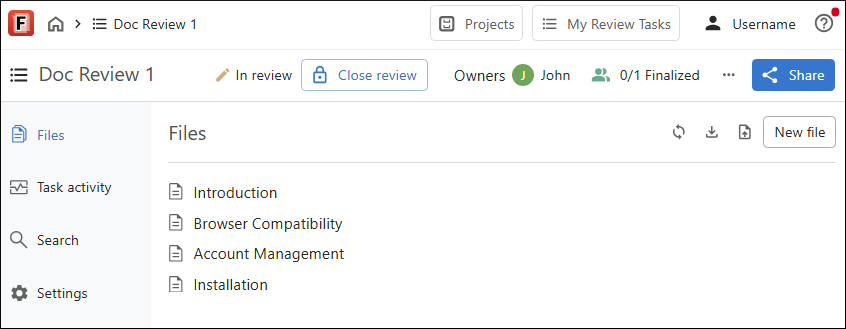 F Doc Review 1 Projects My Review Tasks Username
Doc Review 1 In review Close review Owners J John 0/1 Finalized Share
Files
Task activity
Search
Settings
Files New file
Introduction
Browser Compatibility
Account Management
Installation